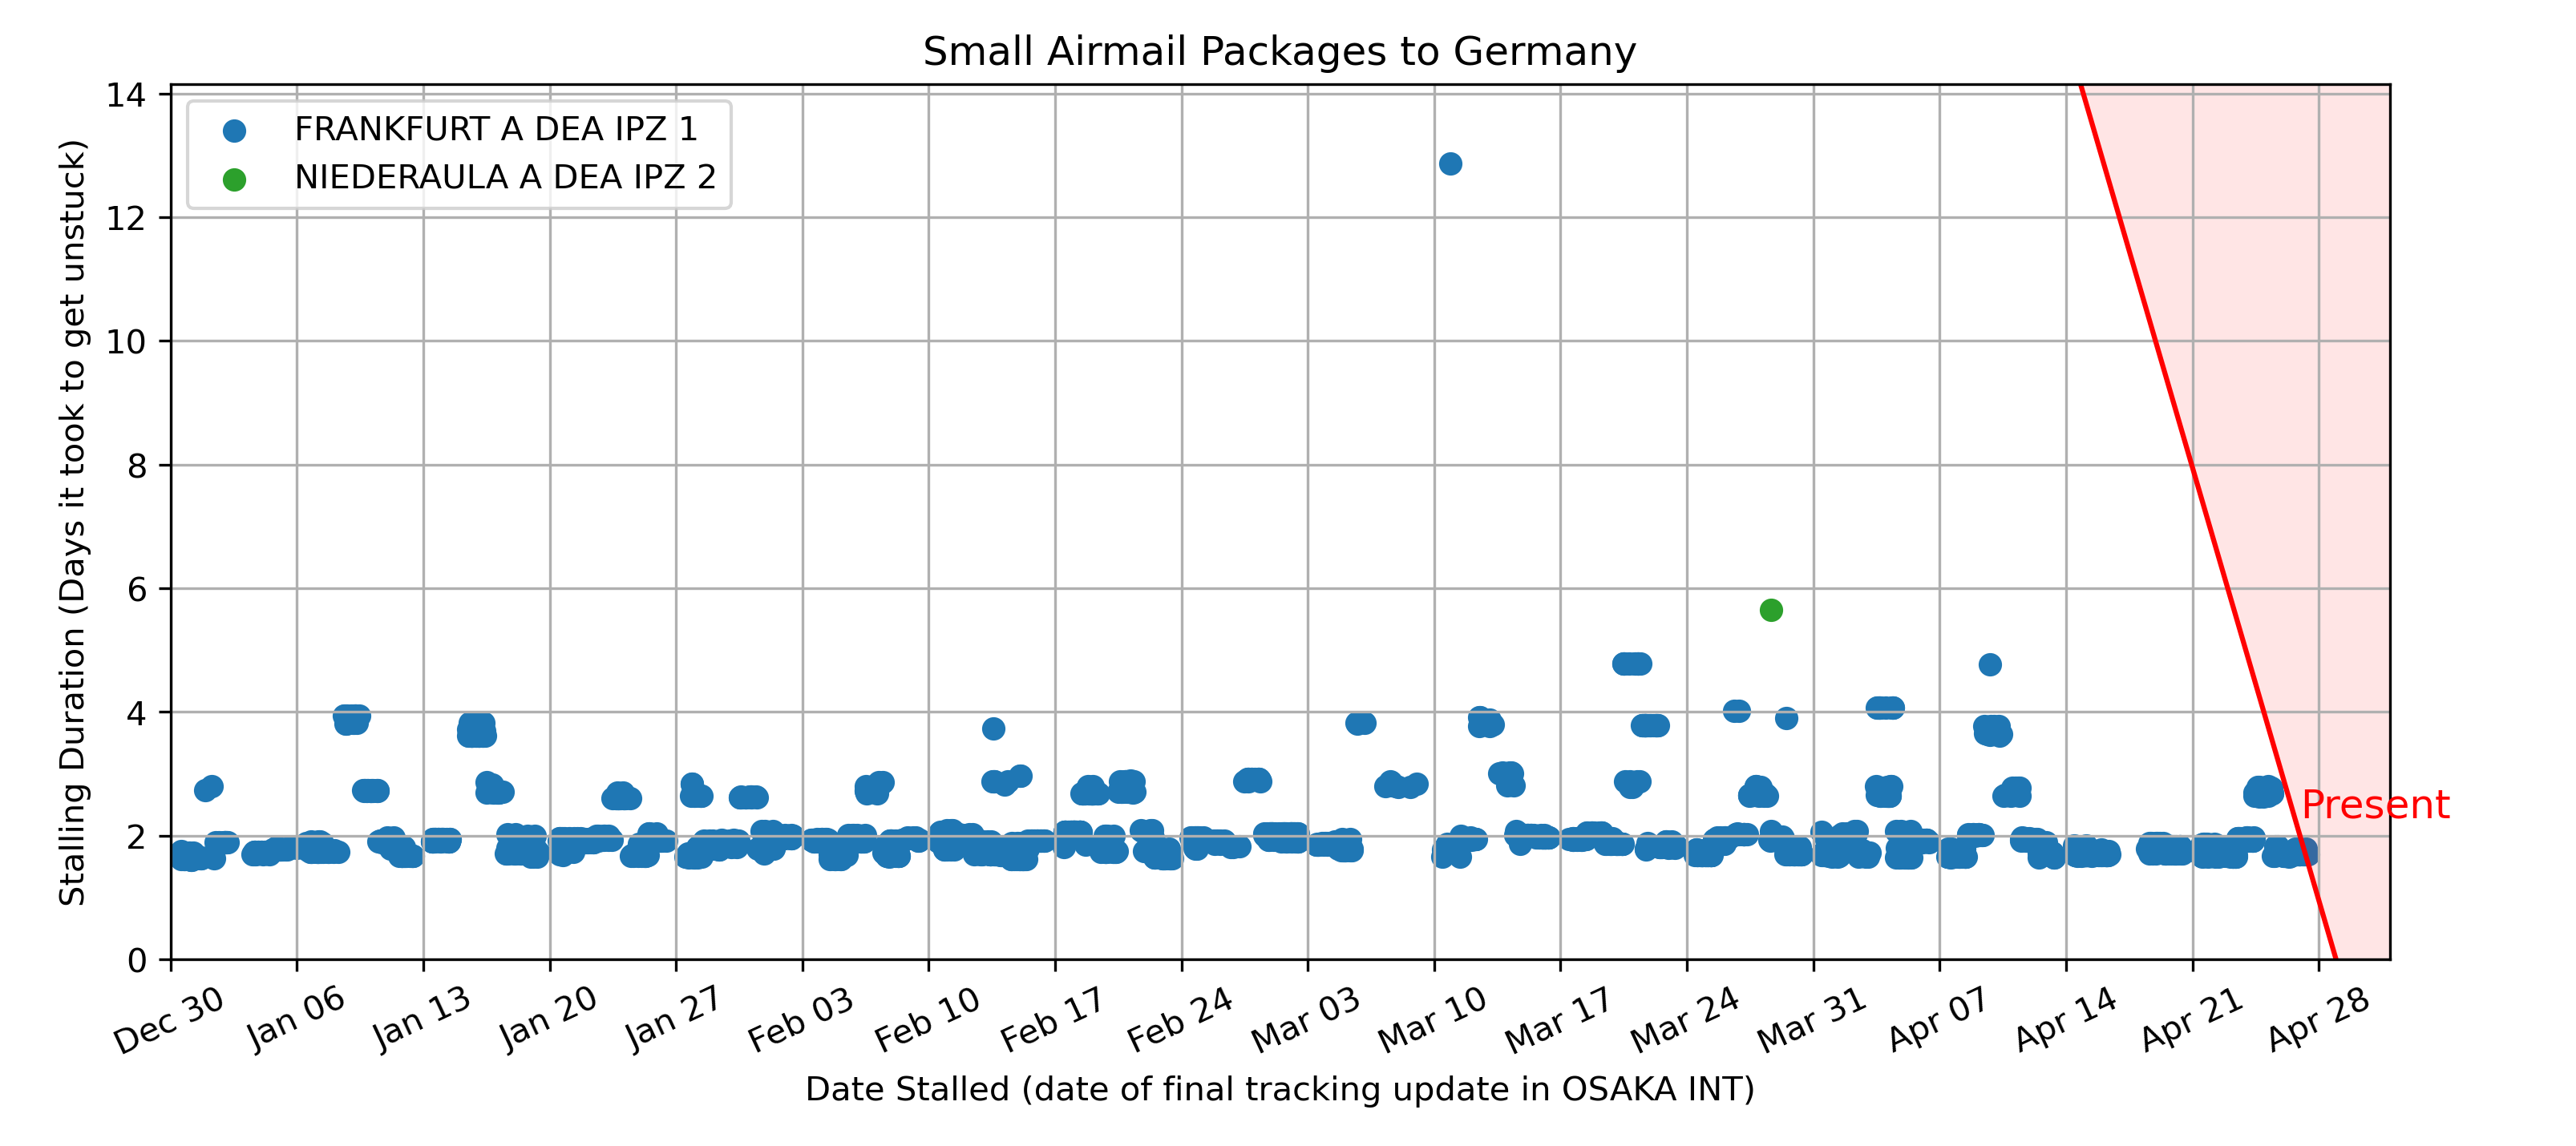 Small Airmail Packages to Germany
FRANKFURT A DEA IPZ 1
NIEDERAULA A DEA IPZ 2
Stalling Duration (Days it took to get unstuck)
14
12
10
8
6
4
2
0
Present
Dec 30
Jan 06
Jan 13
Jan 20
Jan 27
Feb 03
Feb 10
Feb 17
Feb 24
Mar 03
Mar 10
Mar 17
Mar 24
Mar 31
Apr 07
Apr 14
Apr 21
Apr 28
Date Stalled (date of final tracking update in OSAKA INT)